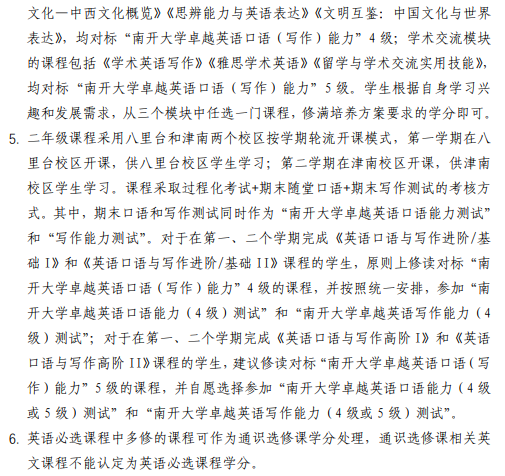 文化—中西文化概览》《思辨能力与英语表达》《文明互鉴：中国文化与世界
表达》，均对标“南开大学卓越英语口语（写作）能力”4 级；学术交流模块
的课程包括《学术英语写作》《雅思学术英语》《留学与学术交流实用技能》，
均对标“南开大学卓越英语口语（写作）能力”5 级。学生根据自身学习兴
趣和发展需求，从三个模块中任选一门课程，修满培养方案要求的学分即可。
5. 二年级课程采用八里台和津南两个校区按学期轮流开课模式，第一学期在八
里台校区开课，供八里台校区学生学习；第二学期在津南校区开课，供津南
校区学生学习。课程采取过程化考试+期末随堂口语+期末写作测试的考核方
式。其中，期末口语和写作测试同时作为“南开大学卓越英语口语能力测试”
和“写作能力测试”。对于在第一、二个学期完成《英语口语与写作进阶/基
础 I》和《英语口语与写作进阶/基础 II》课程的学生，原则上修读对标“南
开大学卓越英语口语（写作）能力”4 级的课程，并按照统一安排，参加“南
开大学卓越英语口语能力（4 级）测试”和“南开大学卓越英语写作能力（4
级）测试”；对于在第一、二个学期完成《英语口语与写作高阶 I》和《英语
口语与写作高阶 II》课程的学生，建议修读对标“南开大学卓越英语口语（写
作）能力”5 级的课程，并自愿选择参加“南开大学卓越英语口语能力（4 级
或 5 级）测试”和“南开大学卓越英语写作能力（4 级或 5 级）测试”。
6. 英语必选课程中多修的课程可作为通识选修课学分处理，通识选修课相关英
文课程不能认定为英语必选课程学分。